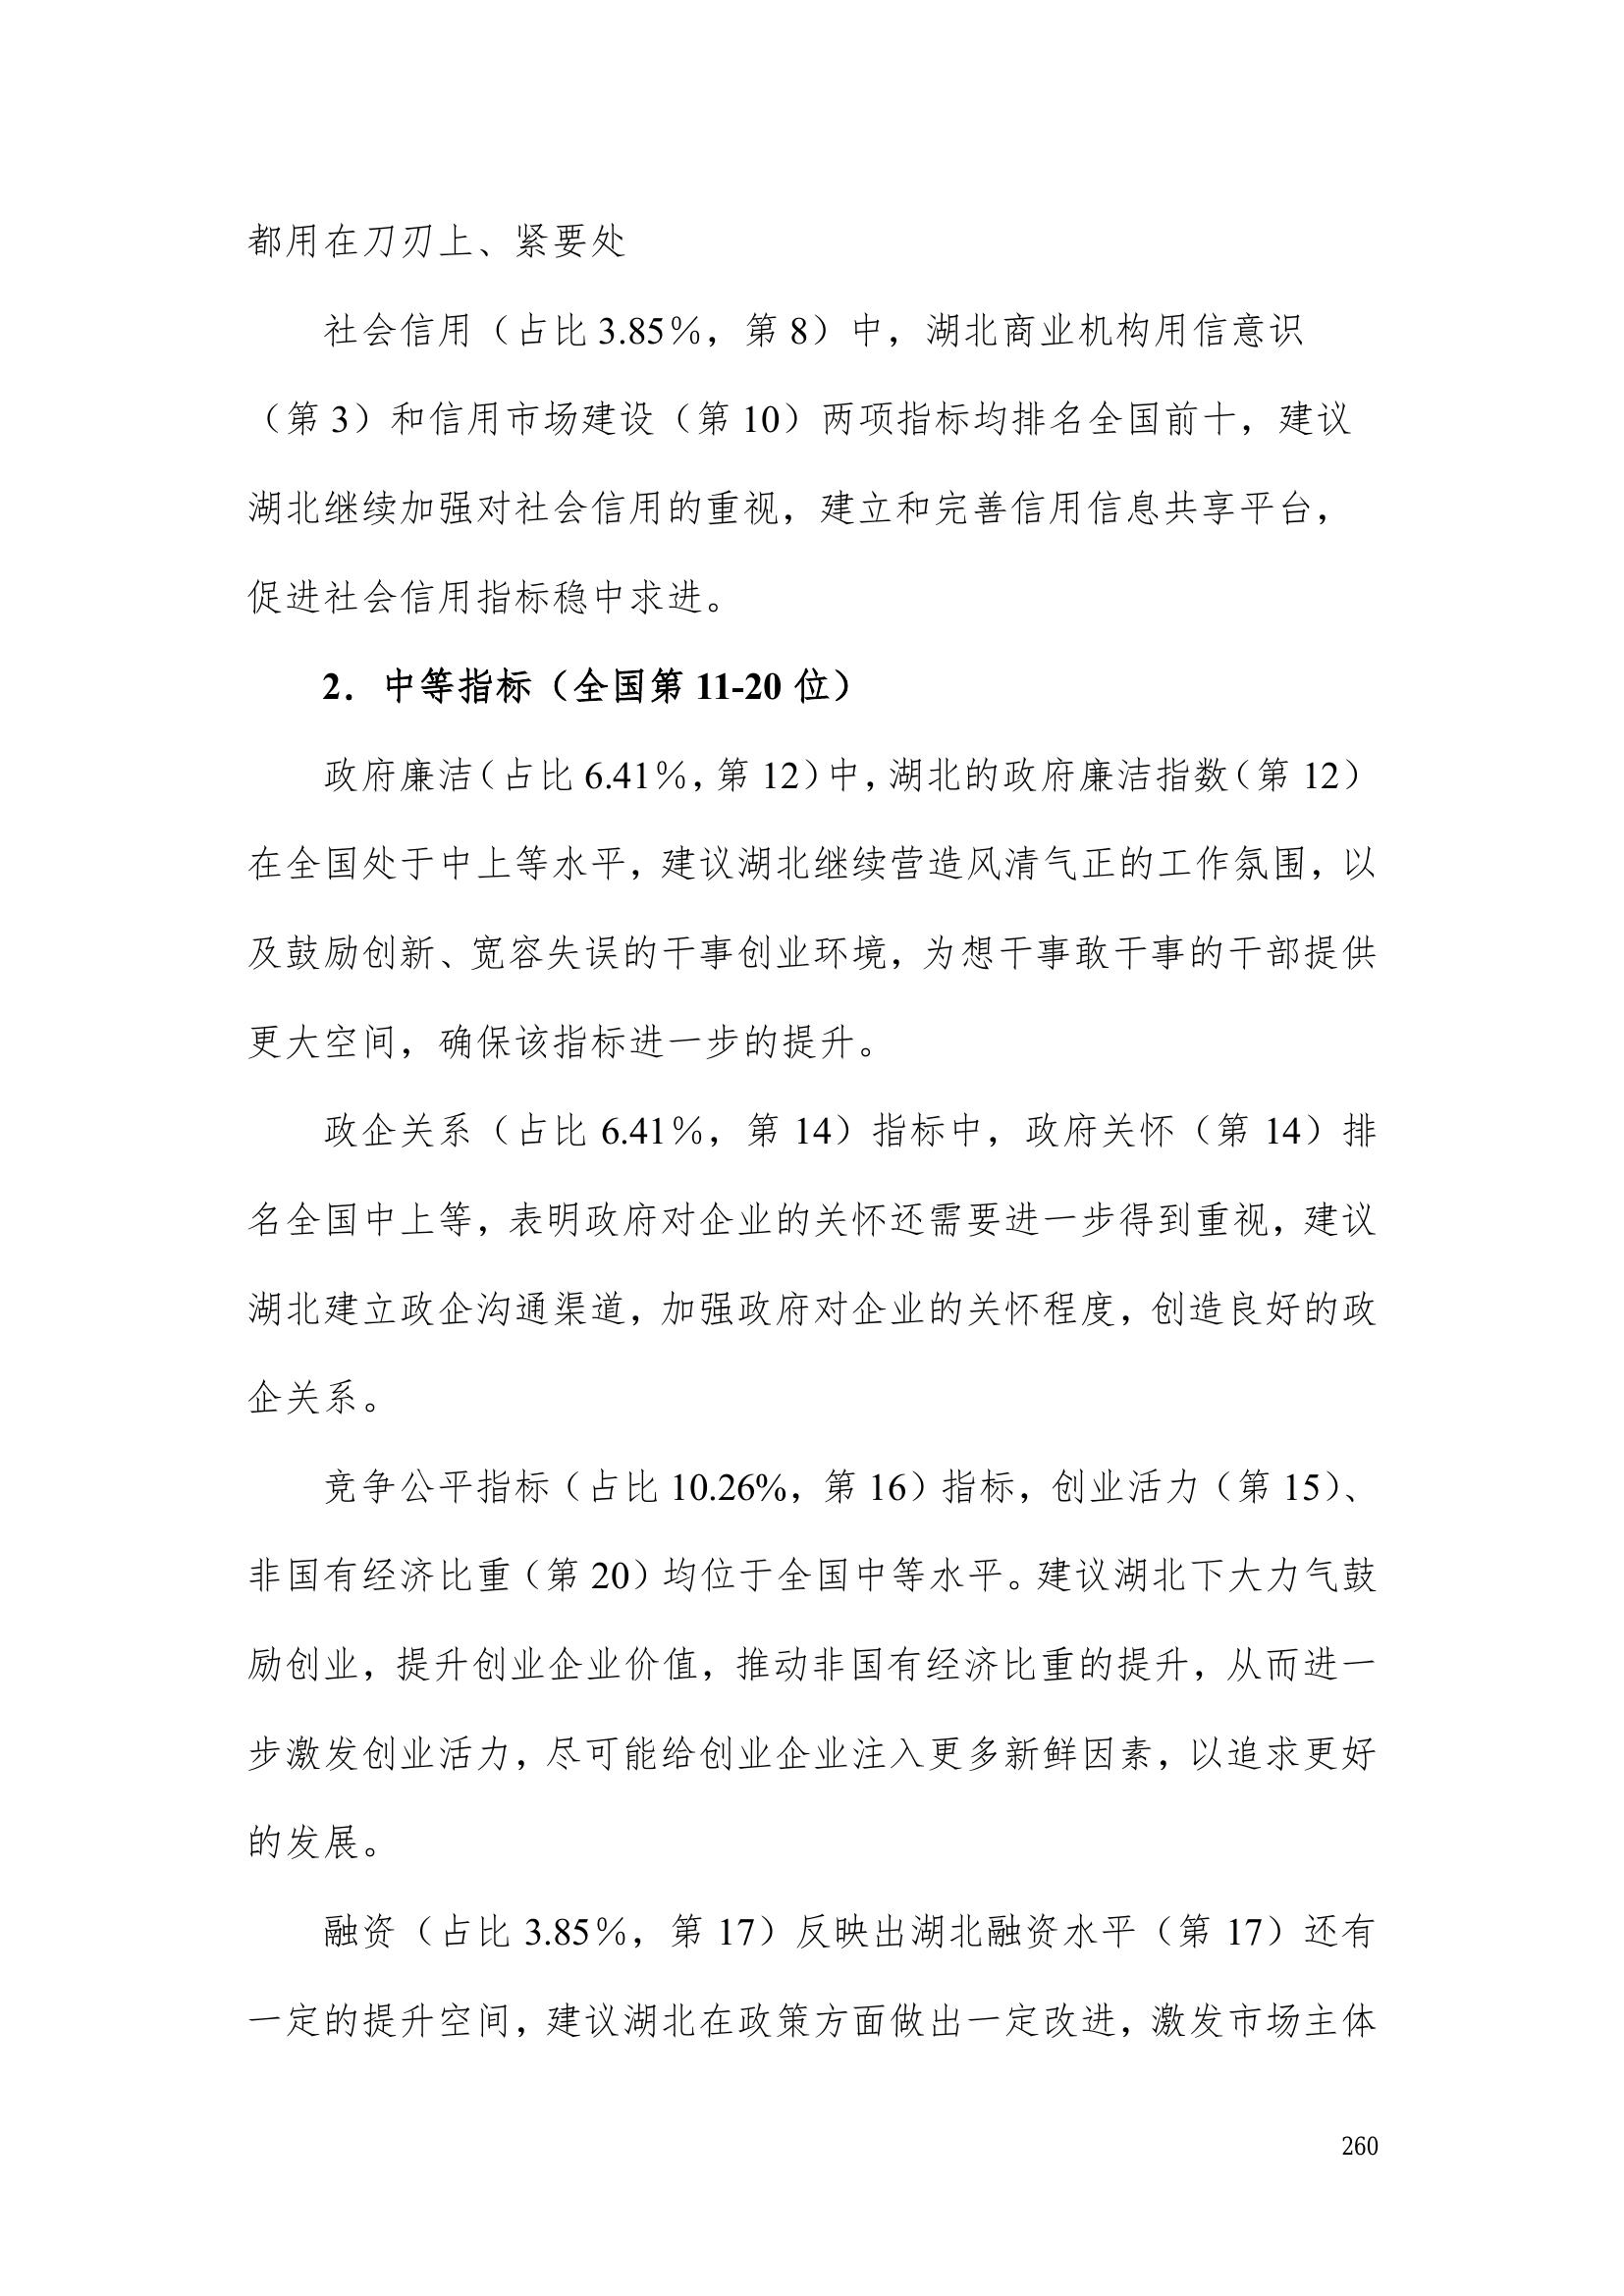 都用在刀刃上、紧要处
社会信用（占比 3.85％，第 8）中，湖北商业机构用信意识
（第 3）和信用市场建设（第 10）两项指标均排名全国前十，建议
湖北继续加强对社会信用的重视，建立和完善信用信息共享平台，
促进社会信用指标稳中求进。
2．中等指标（全国第 11-20 位）
政府廉洁（占比 6.41％，第 12）中，湖北的政府廉洁指数（第 12）
在全国处于中上等水平，建议湖北继续营造风清气正的工作氛围，以
及鼓励创新、宽容失误的干事创业环境，为想干事敢干事的干部提供
更大空间，确保该指标进一步的提升。
政企关系（占比 6.41％，第 14）指标中，政府关怀（第 14）排
名全国中上等，表明政府对企业的关怀还需要进一步得到重视，建议
湖北建立政企沟通渠道，加强政府对企业的关怀程度，创造良好的政
企关系。
竞争公平指标（占比 10.26%，第 16）指标，创业活力（第 15）、
非国有经济比重（第 20）均位于全国中等水平。建议湖北下大力气鼓
励创业，提升创业企业价值，推动非国有经济比重的提升，从而进一
步激发创业活力，尽可能给创业企业注入更多新鲜因素，以追求更好
的发展。
融资（占比 3.85％，第 17）反映出湖北融资水平（第 17）还有
一定的提升空间，建议湖北在政策方面做出一定改进，激发市场主体
260